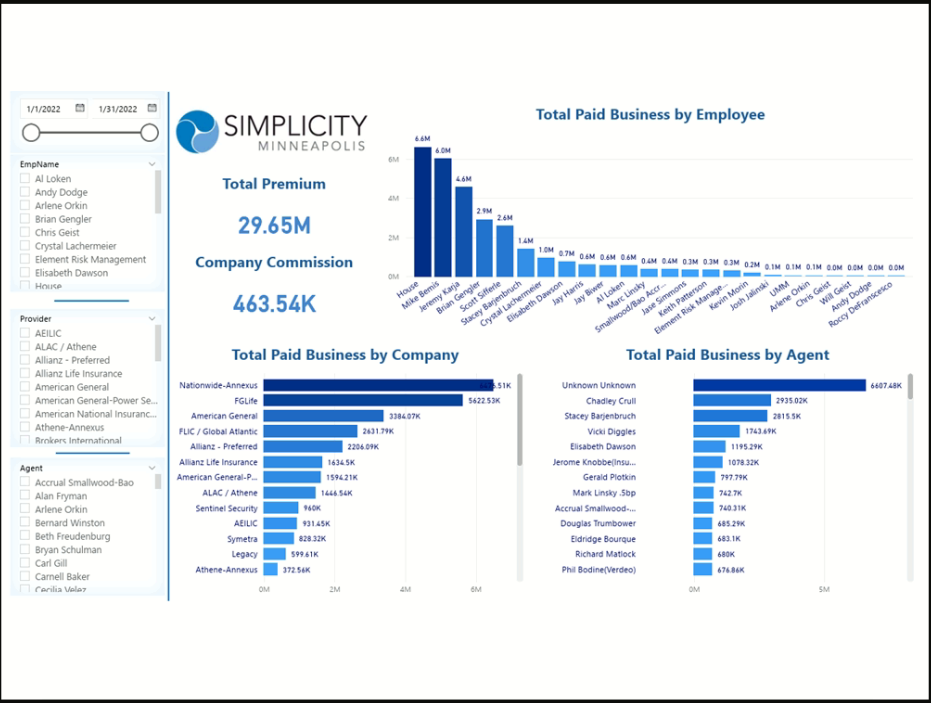 1/1/2022
1/31/2022
EmpName
Al Loken
Andy Dodge
Arlene Orkin
Brian Gengler
Chris Geist
Crystal Lachermeier
Element Risk Management
Elisabeth Dawson
House
Provider
AEILIC
ALAC / Athene
Allianz - Preferred
Allianz Life Insurance
American General
American General-Power Se...
American National Insuranc...
Athene-Annexus
Brokers International
Agent
Accrual Smallwood-Bao
Alan Fryman
Arlene Orkin
Bernard Winston
Beth Freudenburg
Bryan Schulman
Carl Gill
Carnell Baker
Cecilia Velez
SIMPLICITY
MINNEAPOLIS
Total Premium
29.65M
Company Commission
463.54K
Total Paid Business by Employee
6M
4M
2M
0M
6.6M
6.0M
4.6M
2.9M
2.6M
1.4M
1.0M
0.7M
0.6M
0.6M
0.6M
0.4M
0.4M
0.3M
0.3M
0.3M
0.2M
0.1M
0.1M
0.1M
0.0M
0.0M
0.0M
0.0M
House
Mike Bemis
Jeremy Karja
Brian Gengler
Scott Sifferle
Stacey Barjenbruch
Crystal Lachermeier
Elisabeth Dawson
Jay Harris
Jay Biwer
Al Loken
Marc Linsky
Smallwood/Bao Accr...
Jase Simmons
Keith Patterson
Element Risk Manage...
Kevin Morin
Josh Jalinski
UMM
Arlene Orkin
Chris Geist
Will Geist
Andy Dodge
Roccy DeFrancesco
Total Paid Business by Company
Nationwide-Annexus
FGLife 5622.53K
American General 3384.07K
FLIC / Global Atlantic 2631.79K
Allianz - Preferred 2206.09K
Allianz Life Insurance 1634.5K
American General-P... 1594.21K
ALAC / Athene 1446.54K
Sentinel Security 960K
AEILIC 931.45K
Symetra 828.32K
Legacy 599.61K
Athene-Annexus 372.56K
0M 2M 4M 6M
Total Paid Business by Agent
Unknown Unknown 6607.48K
Chadley Crull 2935.02K
Stacey Barjenbruch 2815.5K
Vicki Diggles 1743.69K
Elisabeth Dawson 1195.29K
Jerome Knobbe(Insu... 1078.32K
Gerald Plotkin 797.79K
Mark Linsky .5bp 742.7K
Accrual Smallwood-... 740.31K
Douglas Trumbower 685.29K
Eldridge Bourque 683.1K
Richard Matlock 680K
Phil Bodine(Verdeo) 676.86K
0M 5M